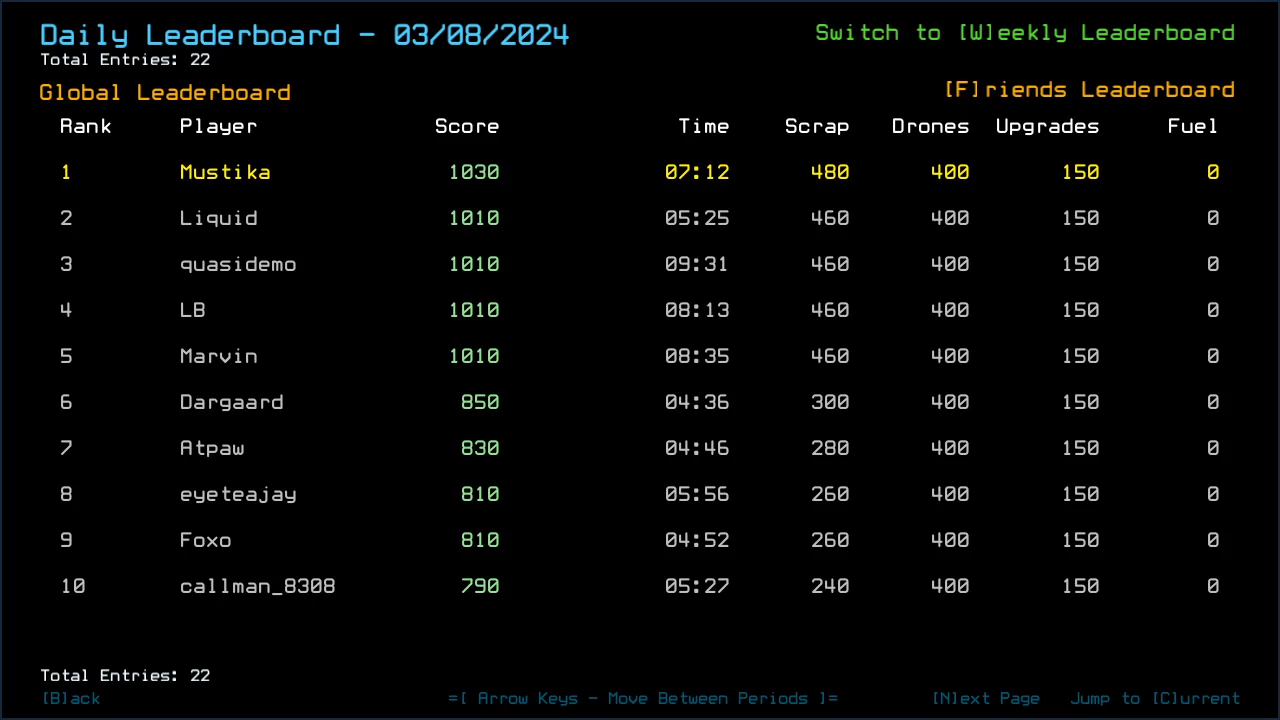 Daily Leaderboard - 03/08/2024 Switch to [W]eekly Leaderboard
Total Entries: 22
Global Leaderboard [F]riends Leaderboard
Rank Player Score Time Scrap Drones Upgrades Fuel
1 Mustika 1030 07:12 480 400 150 0
2 Liquid 1010 05:25 460 400 150 0
3 quasidemo 1010 09:31 460 400 150 0
4 LB 1010 08:13 460 400 150 0
5 Marvin 1010 08:35 460 400 150 0
6 Dargaard 850 04:36 300 400 150 0
7 Atpaw 830 04:46 280 400 150 0
8 eyeteajay 810 05:56 260 400 150 0
9 Foxo 810 04:52 260 400 150 0
10 callman_8308 790 05:27 240 400 150 0
Total Entries: 22
[B]ack =[ Arrow Keys - Move Between Periods ]= [N]ext Page Jump to [C]urrent